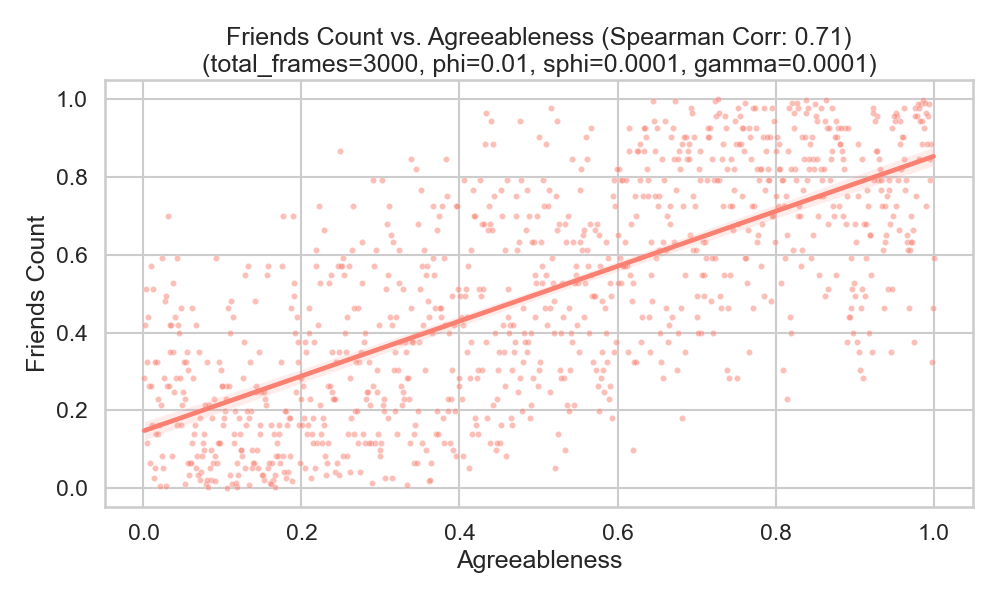 Friends Count vs. Agreeableness (Spearman Corr: 0.71)
(total_frames=3000, phi=0.01, sphi=0.0001, gamma=0.0001)
1.0
0.8
0.6
0.4
0.2
0.0
Friends Count
0.0 0.2 0.4 0.6 0.8 1.0
Agreeableness